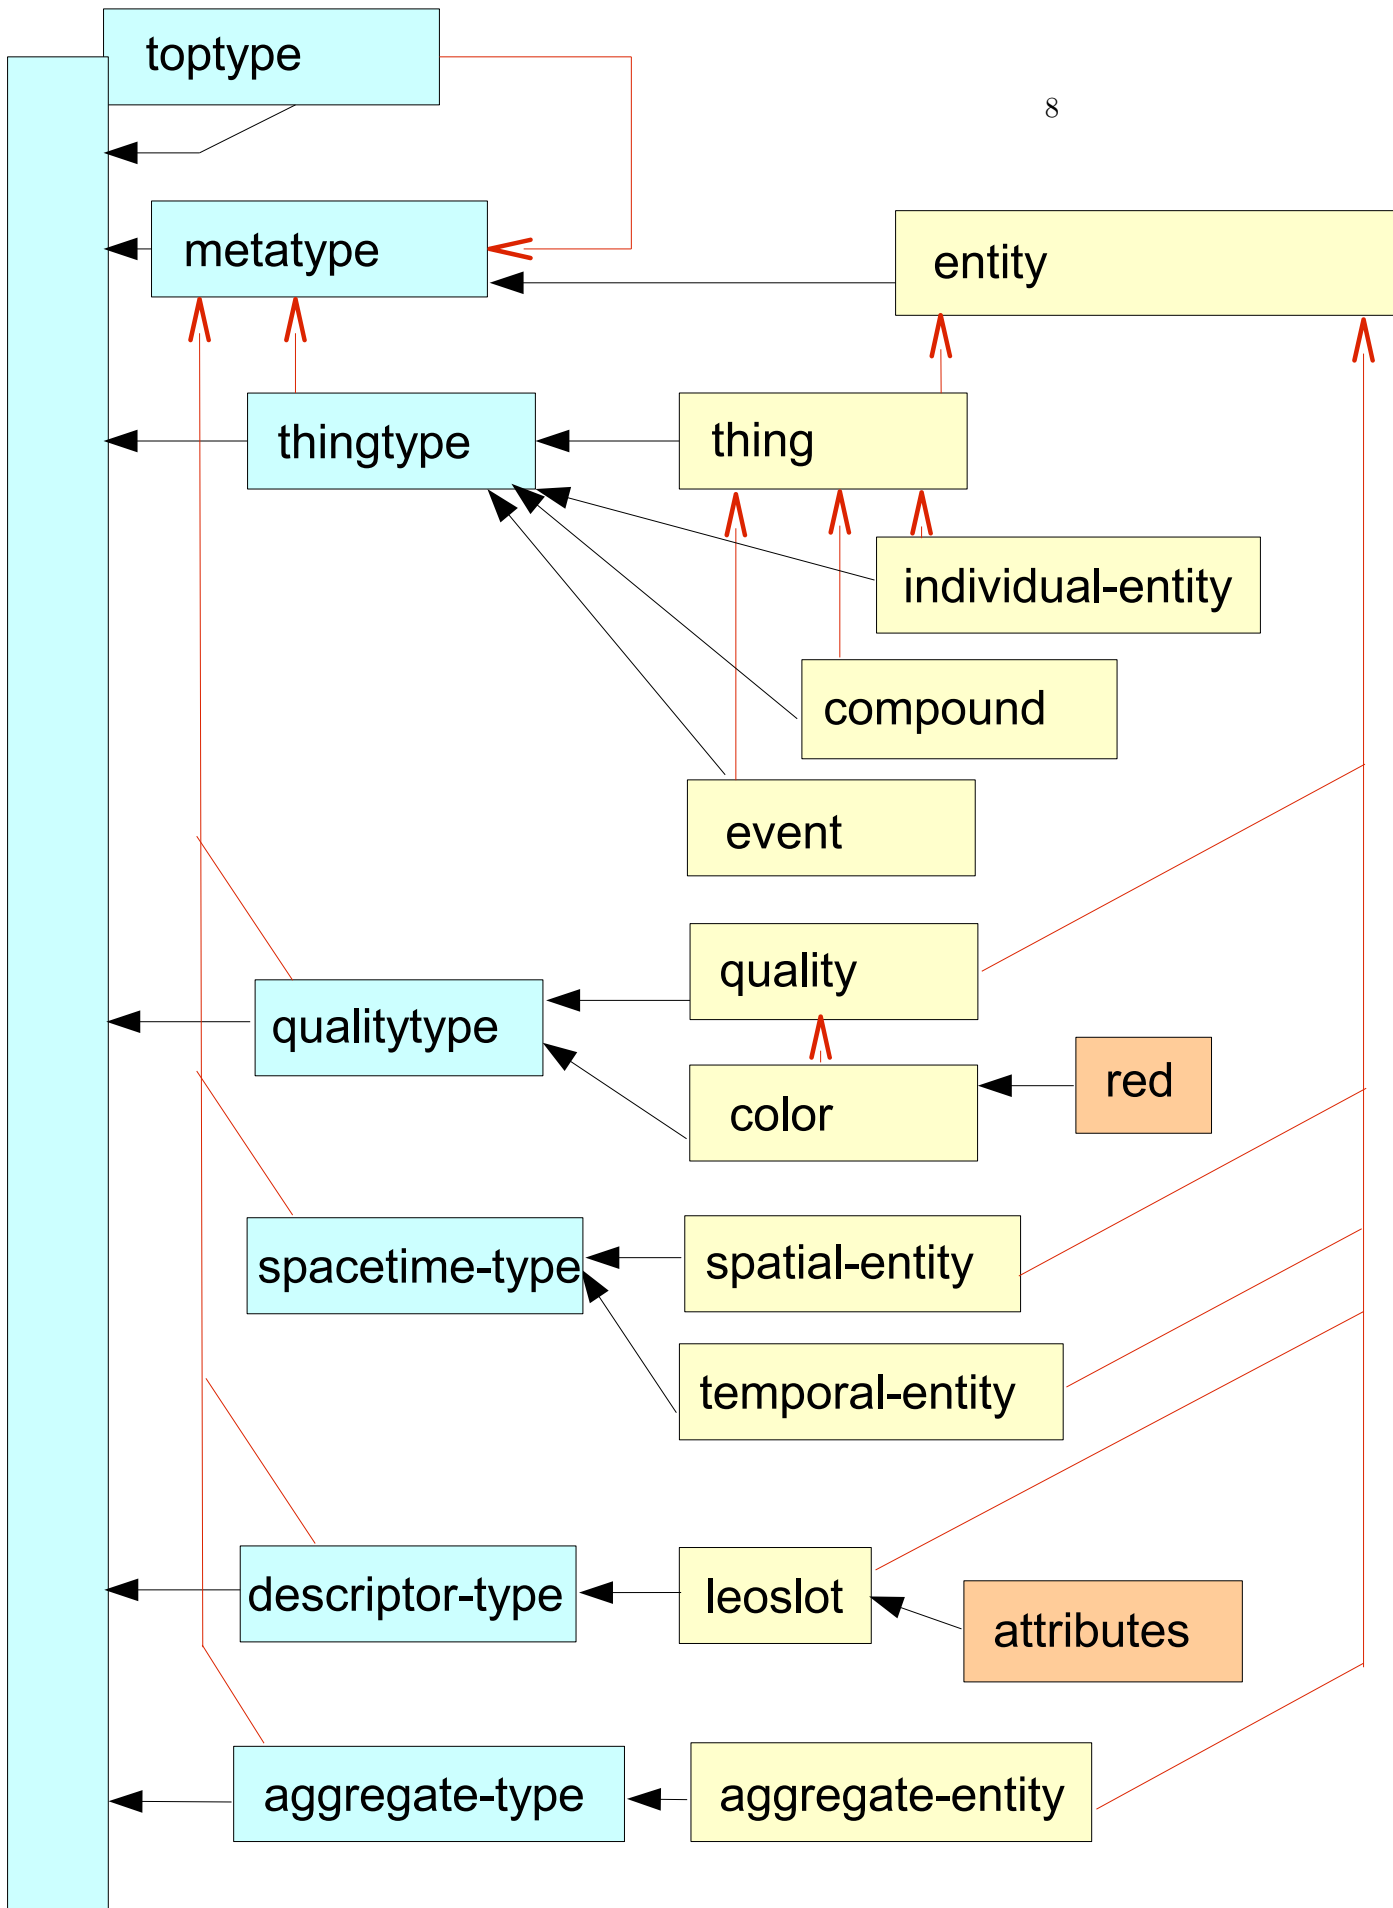 toptype
8
metatype
entity
thingtype
thing
individual-entity
compound
event
quality
qualitytype
red
color
spatial-entity
spacetime-type
temporal-entity
descriptor-type
leoslot
attributes
aggregate-type
aggregate-entity